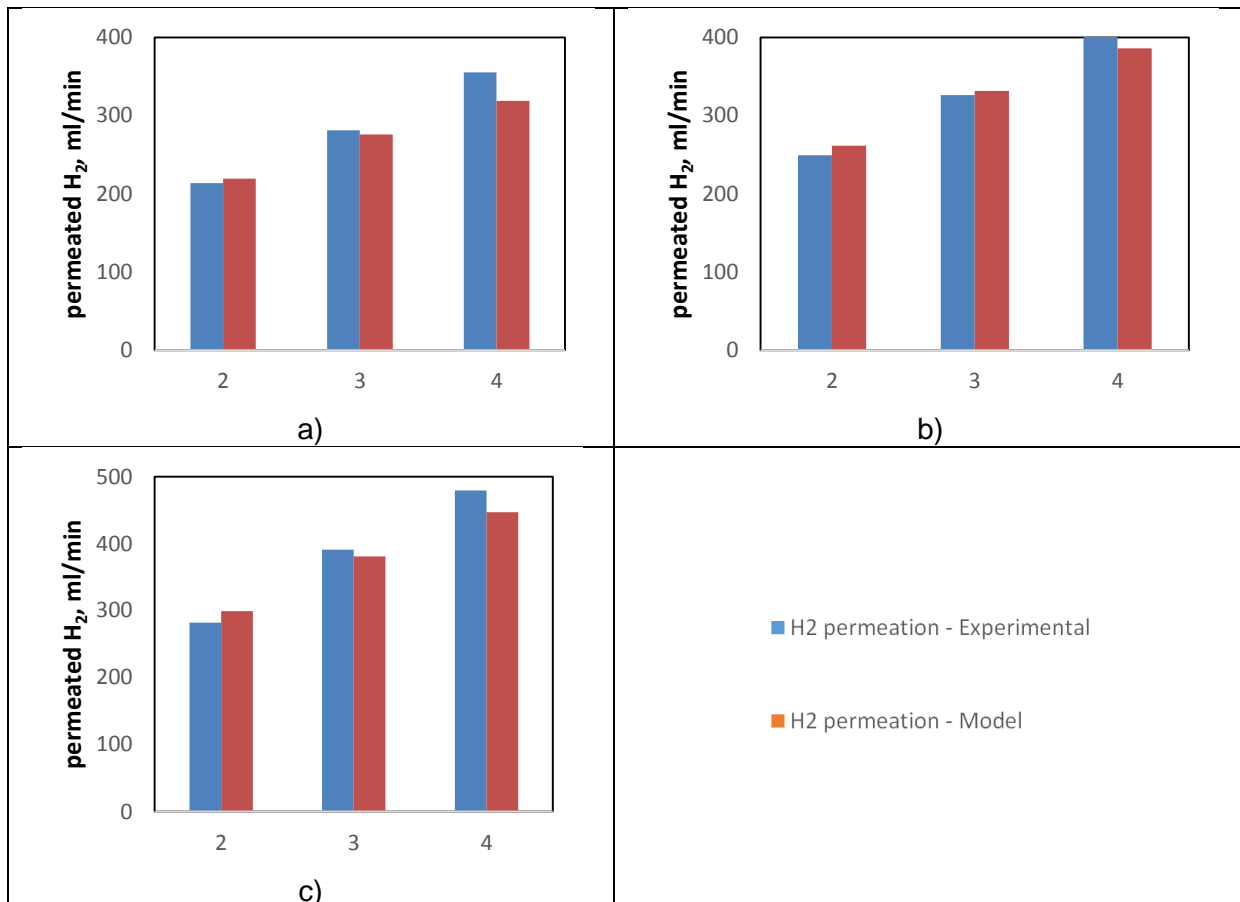 permeated H₂, ml/min
400
300
200
100
0
2 3 4
a)
permeated H₂, ml/min
400
300
200
100
0
2 3 4
b)
permeated H₂, ml/min
500
400
300
200
100
0
2 3 4
c)
H2 permeation - Experimental
H2 permeation - Model